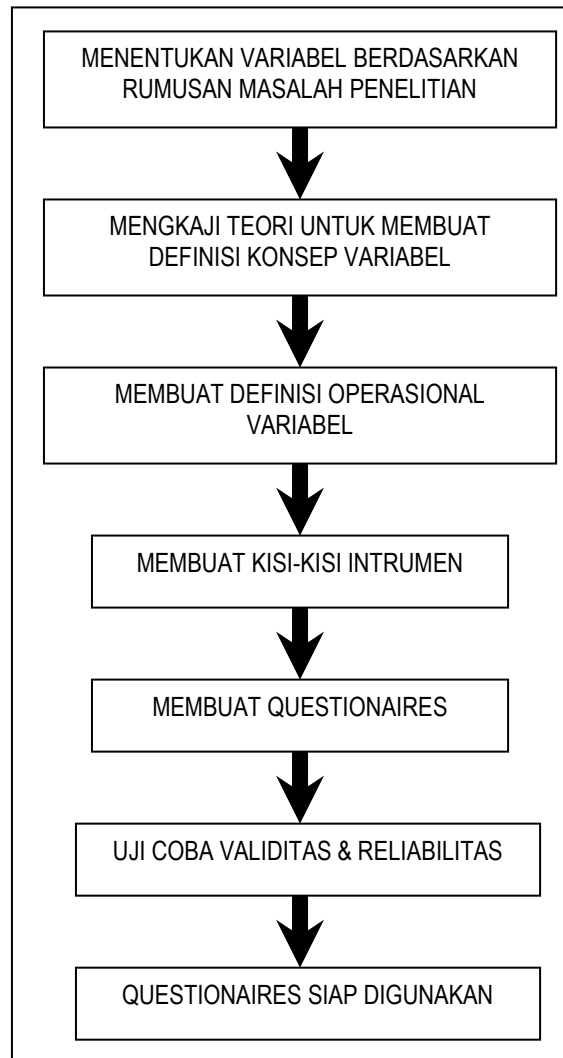 MENENTUKAN VARIABEL BERDASARKAN
RUMUSAN MASALAH PENELITIAN
MENGKAJI TEORI UNTUK MEMBUAT
DEFINISI KONSEP VARIABEL
MEMBUAT DEFINISI OPERASIONAL
VARIABEL
MEMBUAT KISI-KISI INTRUMEN
MEMBUAT QUESTIONAIRES
UJI COBA VALIDITAS & RELIABILITAS
QUESTIONAIRES SIAP DIGUNAKAN